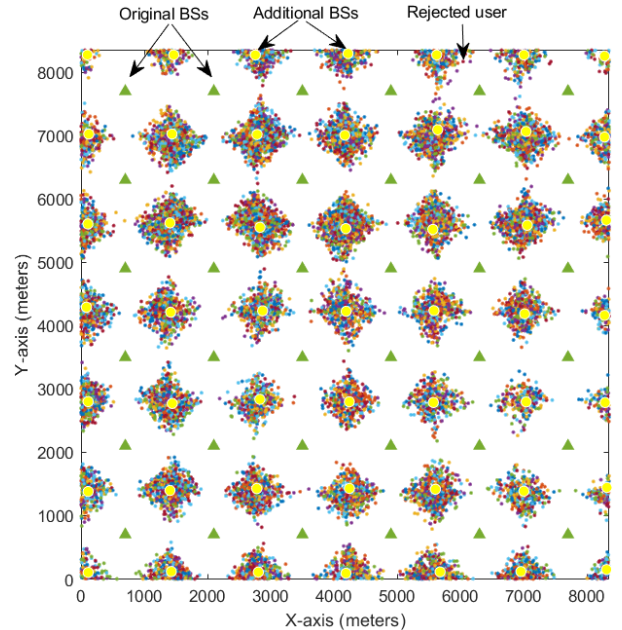 Original BSs Additional BSs Rejected user
8000
7000
6000
5000
4000
3000
2000
1000
0
Y-axis (meters)
0 1000 2000 3000 4000 5000 6000 7000 8000
X-axis (meters)